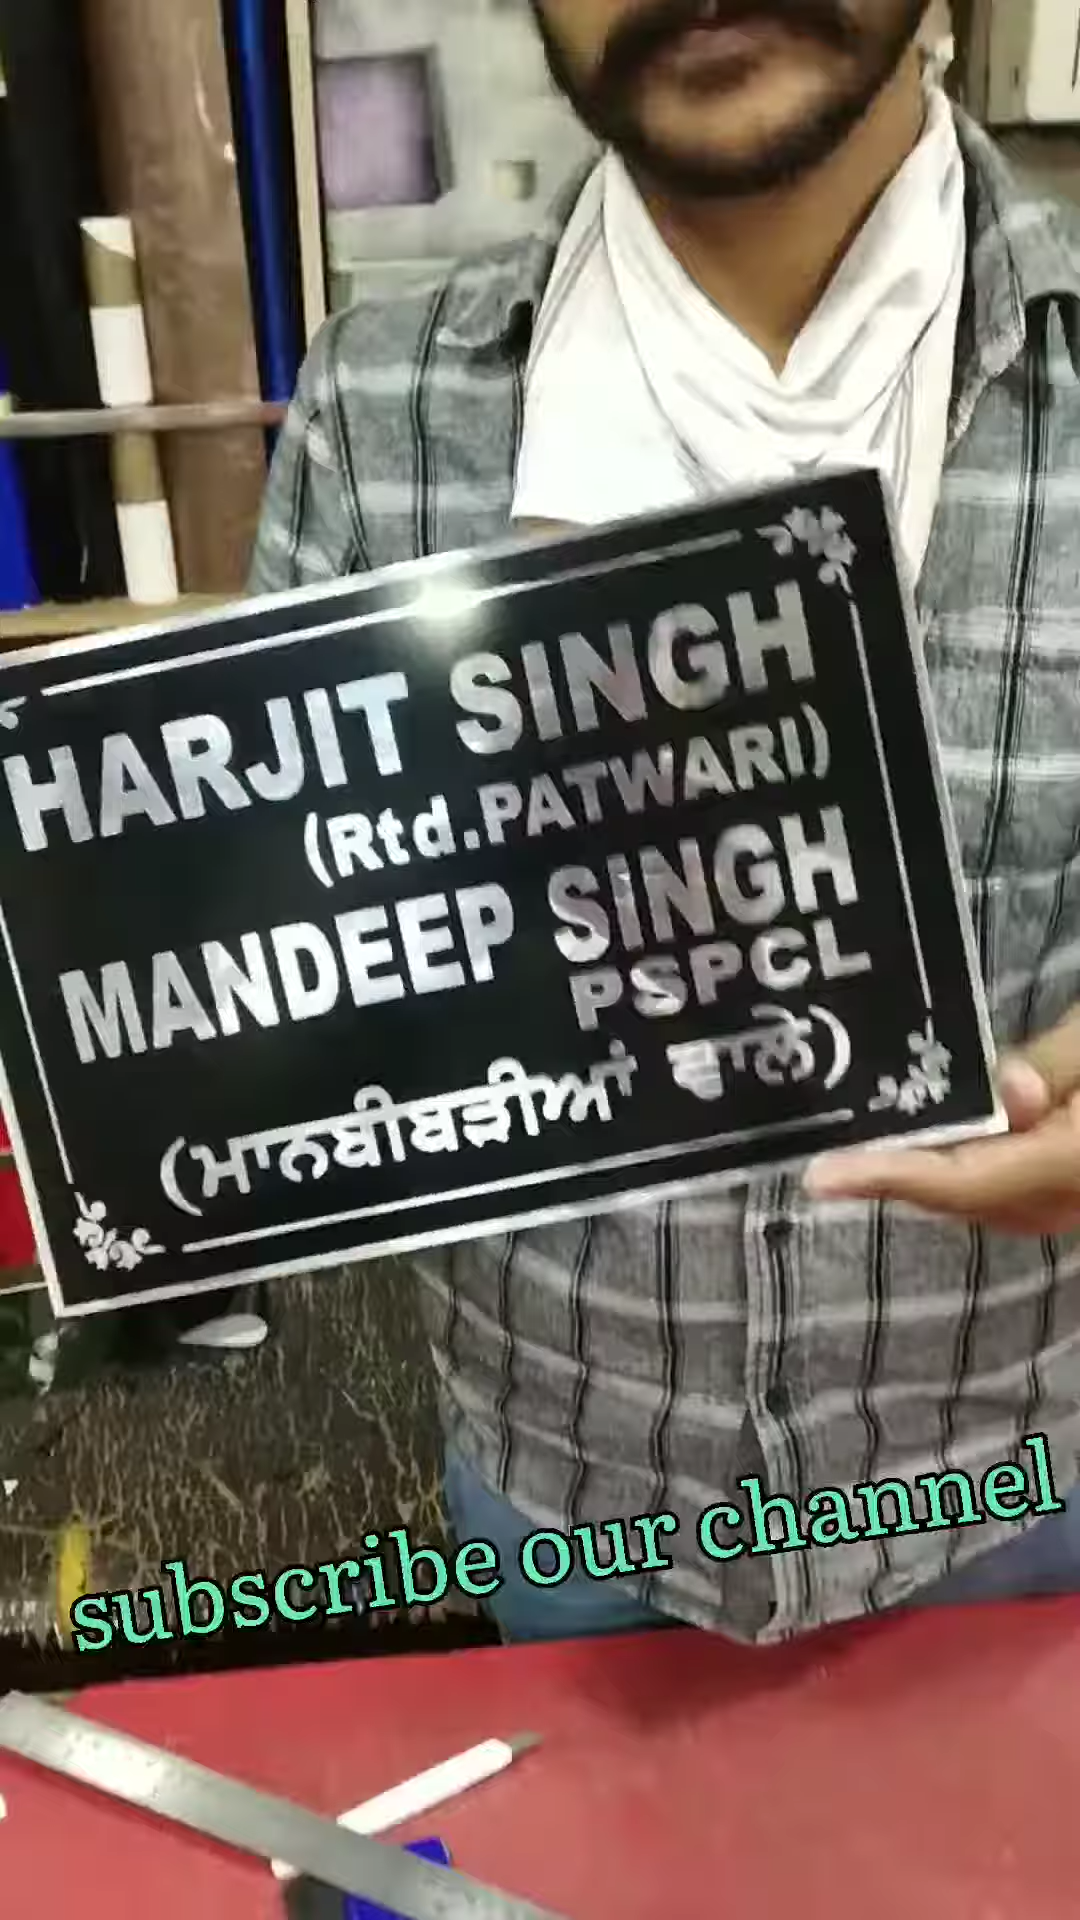 HARJIT SINGH
(Rtd.PATWARI)
MANDEEP SINGH
PSPCL
(ਮਾਨਬੀਬੜੀਆਂ ਵਾਲੇ)
subscribe our channel